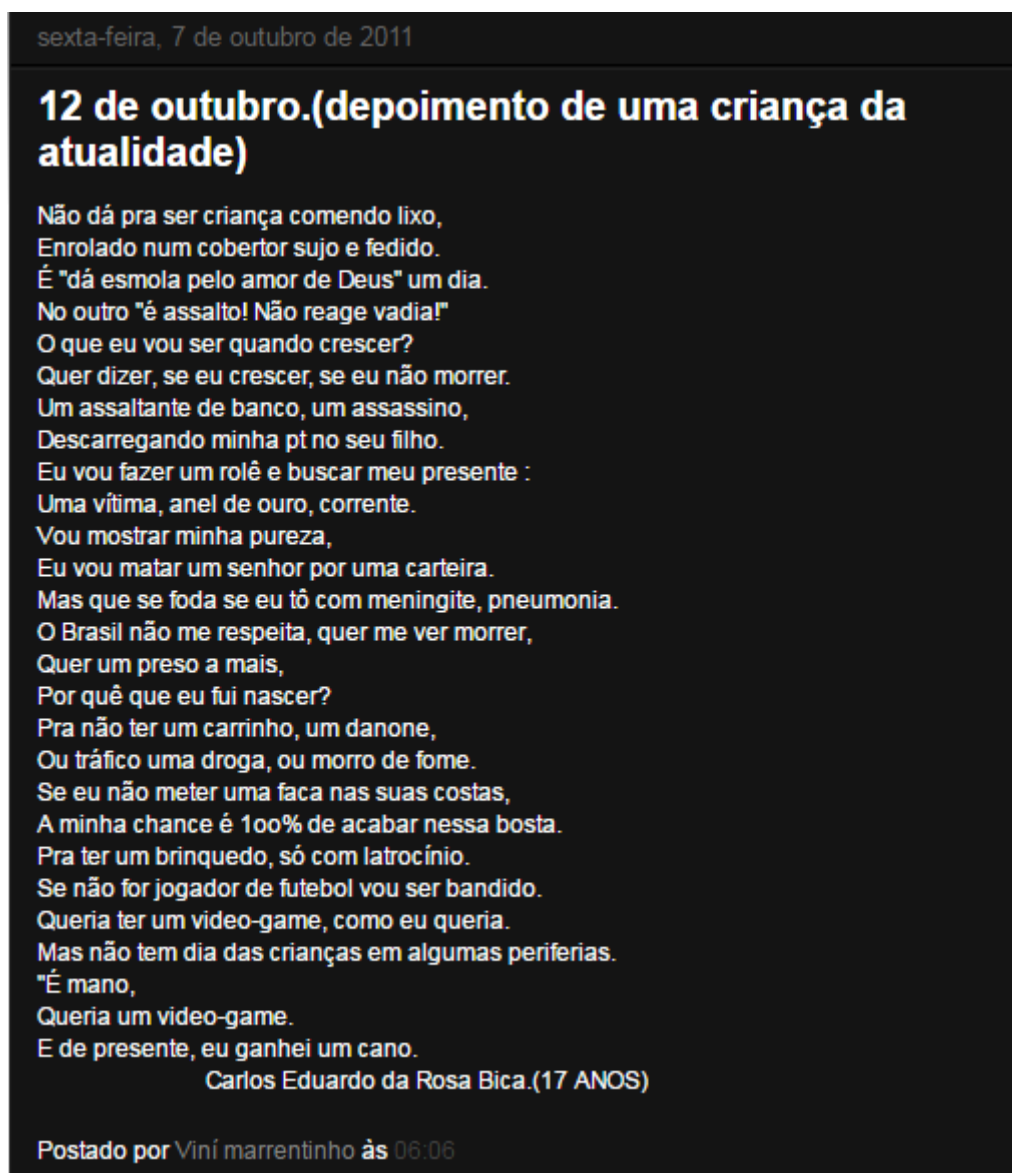 sexta-feira, 7 de outubro de 2011
12 de outubro.(depoimento de uma criança da
atualidade)
Não dá pra ser criança comendo lixo,
Enrolado num cobertor sujo e fedido.
É "dá esmola pelo amor de Deus" um dia.
No outro "é assalto! Não reage vadia!"
O que eu vou ser quando crescer?
Quer dizer, se eu crescer, se eu não morrer.
Um assaltante de banco, um assassino,
Descarregando minha pt no seu filho.
Eu vou fazer um rolê e buscar meu presente :
Uma vítima, anel de ouro, corrente.
Vou mostrar minha pureza,
Eu vou matar um senhor por uma carteira.
Mas que se foda se eu tô com meningite, pneumonia.
O Brasil não me respeita, quer me ver morrer,
Quer um preso a mais,
Por quê que eu fui nascer?
Pra não ter um carrinho, um danone,
Ou tráfico uma droga, ou morro de fome.
Se eu não meter uma faca nas suas costas,
A minha chance é 1oo% de acabar nessa bosta.
Pra ter um brinquedo, só com latrocínio.
Se não for jogador de futebol vou ser bandido.
Queria ter um video-game, como eu queria.
Mas não tem dia das crianças em algumas periferias.
"É mano,
Queria um video-game.
E de presente, eu ganhei um cano.
Carlos Eduardo da Rosa Bica.(17 ANOS)
Postado por Viní marrentinho às 06:06